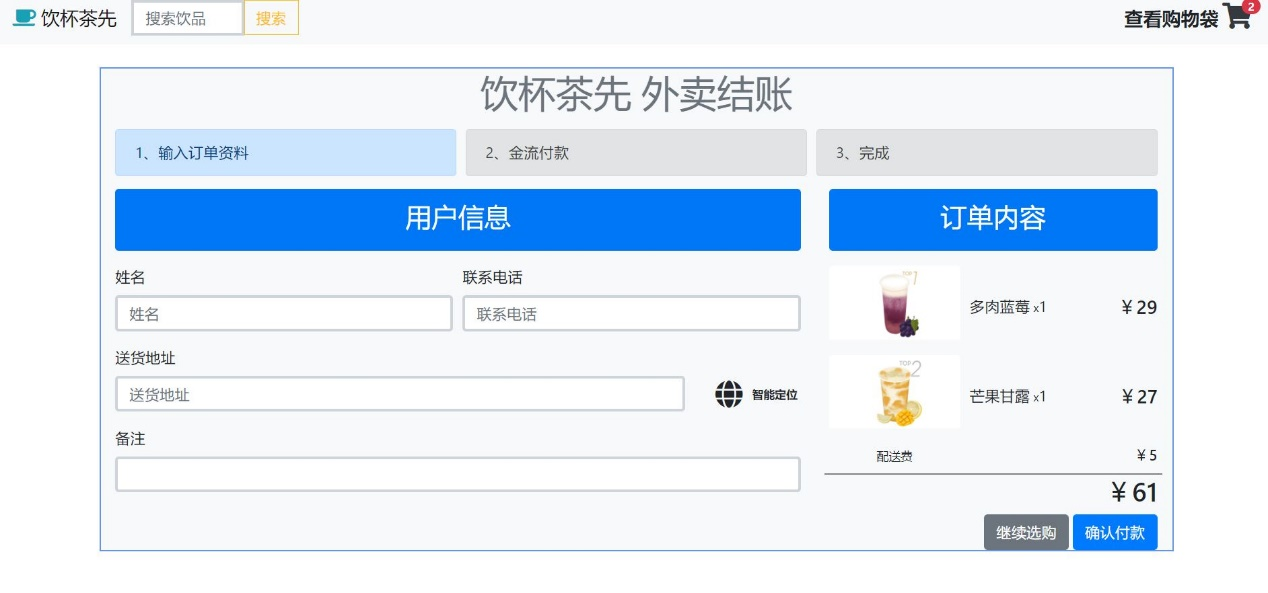 饮杯茶先 搜索饮品 搜索 查看购物袋 2
饮杯茶先 外卖结账
1、输入订单资料 2、金流付款 3、完成
用户信息 订单内容
姓名 联系电话
姓名 联系电话
TOP 1
多肉蓝莓 x1 ¥ 29
送货地址
送货地址 智能定位
TOP 2
芒果甘露 x1 ¥ 27
备注
配送费 ¥ 5
¥ 61
继续选购 确认付款